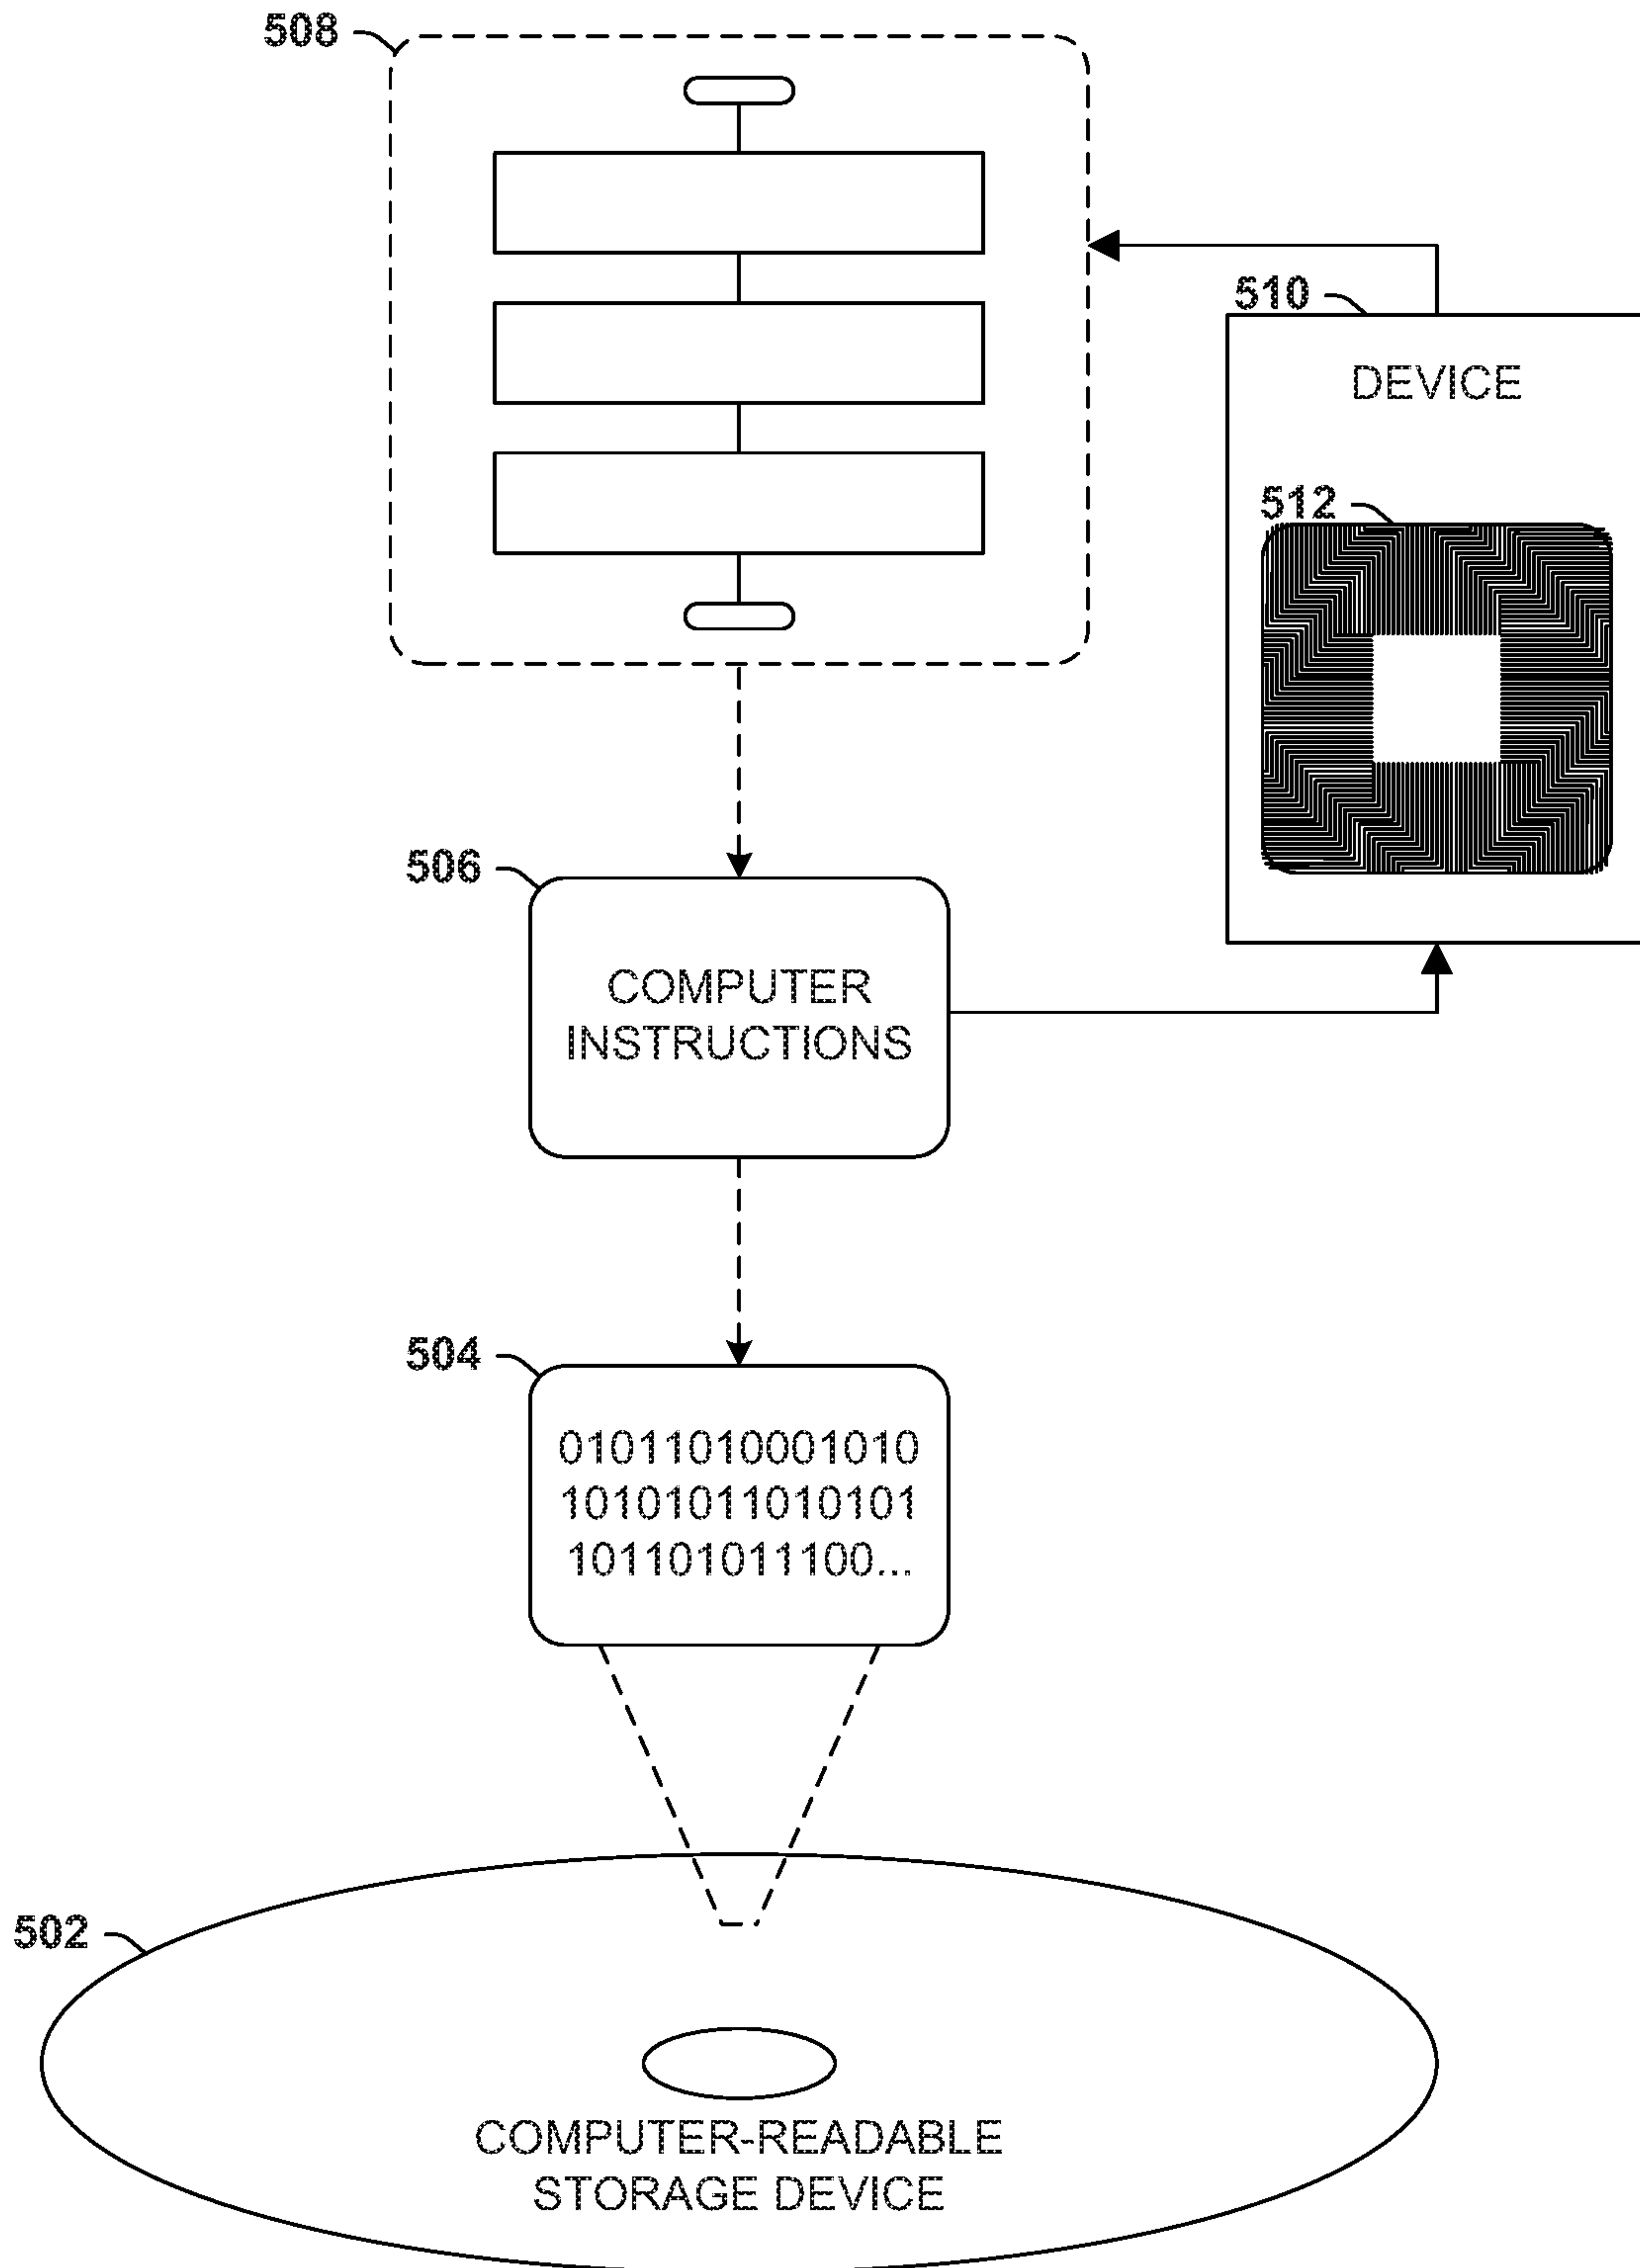 508
510
DEVICE
512
506
COMPUTER
INSTRUCTIONS
504
01011010001010
10101011010101
101101011100...
502
COMPUTER-READABLE
STORAGE DEVICE